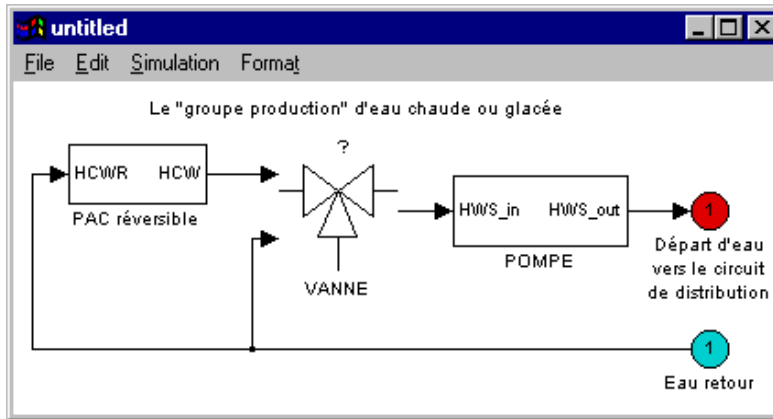 untitled
File Edit Simulation Format
Le "groupe production" d'eau chaude ou glacée
?
HCWR HCW
PAC réversible
VANNE
HWS_in HWS_out
POMPE
1
Départ d'eau
vers le circuit
de distribution
1
Eau retour